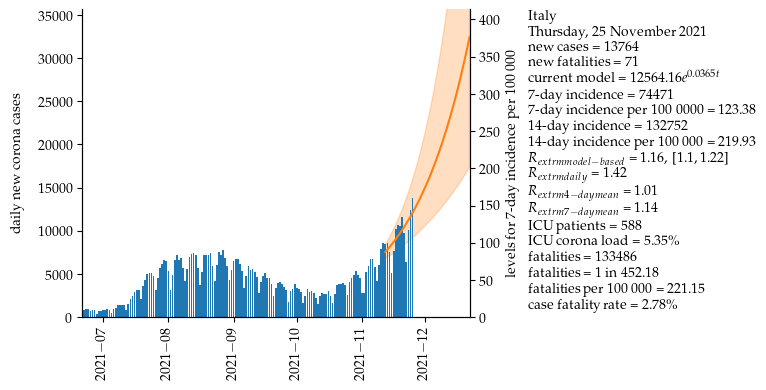 35000
30000
25000
20000
15000
10000
5000
0
daily new corona cases
2021−07
2021−08
2021−09
2021−10
2021−11
2021−12
400
350
300
250
200
150
100
50
0
levels for 7-day incidence per 100 000
Italy
Thursday, 25 November 2021
new cases = 13764
new fatalities = 71
current model = 12564.16e^0.0365t
7-day incidence = 74471
7-day incidence per 100 0000 = 123.38
14-day incidence = 132752
14-day incidence per 100 000 = 219.93
R_extrmmodel−based = 1.16, [1.1, 1.22]
R_extrmdaily = 1.42
R_extrm4−daymean = 1.01
R_extrm7−daymean = 1.14
ICU patients = 588
ICU corona load = 5.35%
fatalities = 133486
fatalities = 1 in 452.18
fatalities per 100 000 = 221.15
case fatality rate = 2.78%